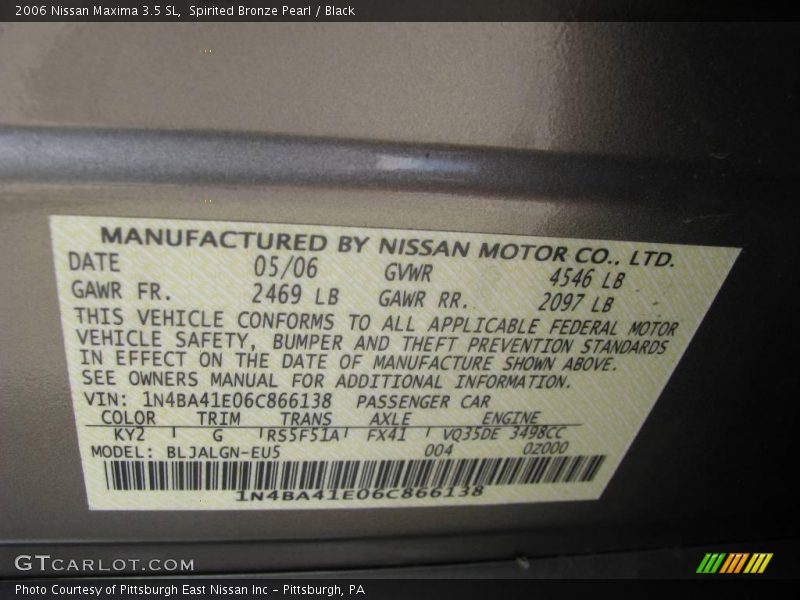 2006 Nissan Maxima 3.5 SL, Spirited Bronze Pearl / Black
MANUFACTURED BY NISSAN MOTOR CO., LTD.
DATE 05/06 GVWR 4546 LB
GAWR FR. 2469 LB GAWR RR. 2097 LB
THIS VEHICLE CONFORMS TO ALL APPLICABLE FEDERAL MOTOR
VEHICLE SAFETY, BUMPER AND THEFT PREVENTION STANDARDS
IN EFFECT ON THE DATE OF MANUFACTURE SHOWN ABOVE.
SEE OWNERS MANUAL FOR ADDITIONAL INFORMATION.
VIN: 1N4BA41E06C866138 PASSENGER CAR
COLOR TRIM TRANS AXLE ENGINE
KY2 G RS5F51A FX41 VQ35DE 3498CC
MODEL: BLJALGN-EU5 004 02000
1N4BA41E06C866138
GTCARLOT.COM
Photo Courtesy of Pittsburgh East Nissan Inc - Pittsburgh, PA